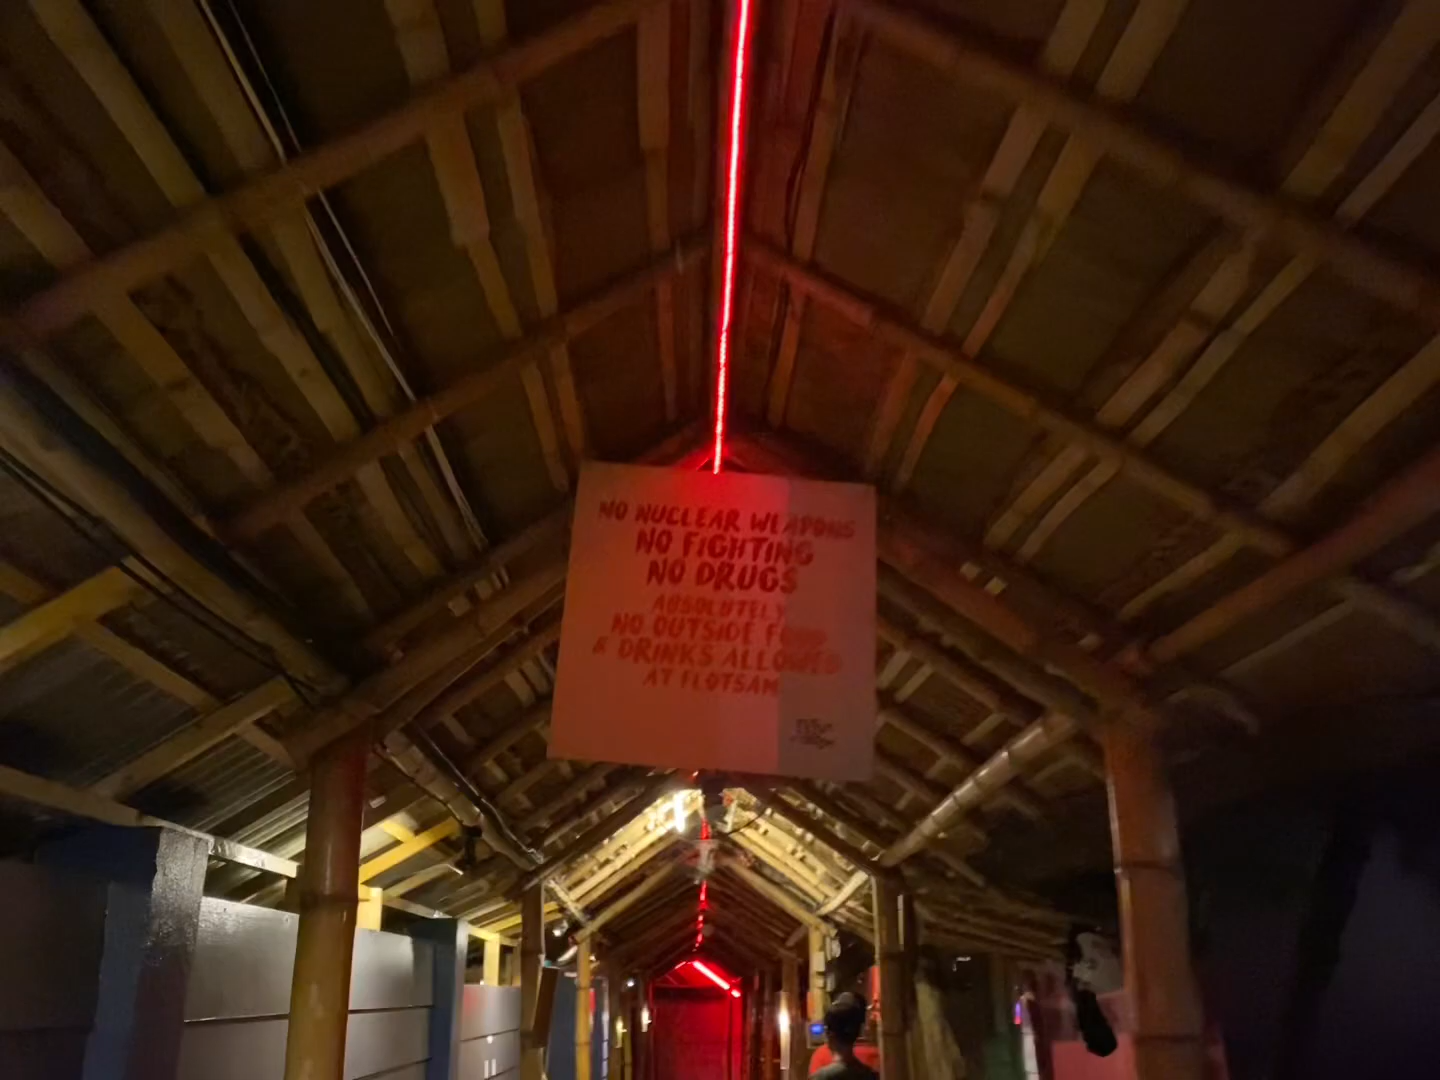 NO NUCLEAR WEAPONS
NO FIGHTING
NO DRUGS
ABSOLUTELY
NO OUTSIDE FOOD
& DRINKS ALLOWED
AT FLOTSAM